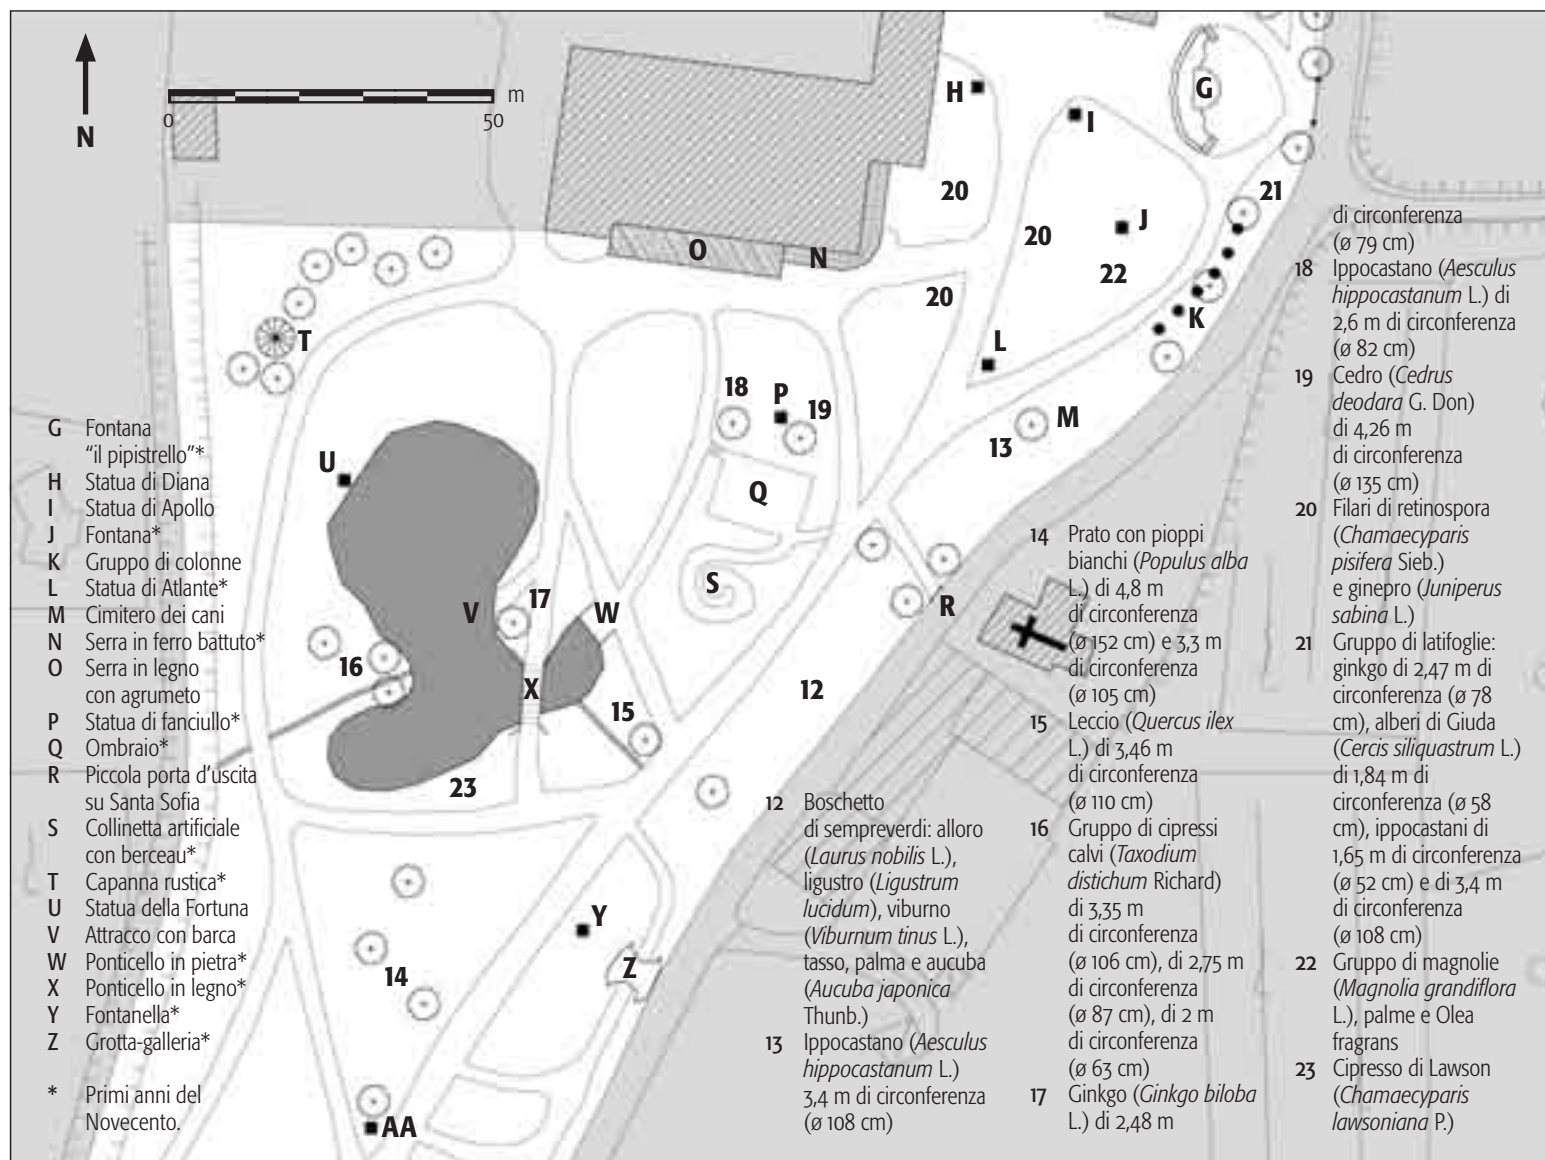 N
0
50
m
H
I
G
20
21
20
J
22
O
N
20
K
T
L
18
P
19
M
13
U
Q
V
17
W
S
R
16
X
15
12
23
Y
14
Z
AA
G Fontana
“il pipistrello”*
H Statua di Diana
I Statua di Apollo
J Fontana*
K Gruppo di colonne
L Statua di Atlante*
M Cimitero dei cani
N Serra in ferro battuto*
O Serra in legno
con agrumeto
P Statua di fanciullo*
Q Ombraio*
R Piccola porta d’uscita
su Santa Sofia
S Collinetta artificiale
con berceau*
T Capanna rustica*
U Statua della Fortuna
V Attracco con barca
W Ponticello in pietra*
X Ponticello in legno*
Y Fontanella*
Z Grotta-galleria*
* Primi anni del
Novecento.
12 Boschetto
di sempreverdi: alloro
(Laurus nobilis L.),
ligustro (Ligustrum
lucidum), viburno
(Viburnum tinus L.),
tasso, palma e aucuba
(Aucuba japonica
Thunb.)
13 Ippocastano (Aesculus
hippocastanum L.)
3,4 m di circonferenza
(ø 108 cm)
14 Prato con pioppi
bianchi (Populus alba
L.) di 4,8 m
di circonferenza
(ø 152 cm) e 3,3 m
di circonferenza
(ø 105 cm)
15 Leccio (Quercus ilex
L.) di 3,46 m
di circonferenza
(ø 110 cm)
16 Gruppo di cipressi
calvi (Taxodium
distichum Richard)
di 3,35 m
di circonferenza
(ø 106 cm), di 2,75 m
di circonferenza
(ø 87 cm), di 2 m
di circonferenza
(ø 63 cm)
17 Ginkgo (Ginkgo biloba
L.) di 2,48 m
di circonferenza
(ø 79 cm)
18 Ippocastano (Aesculus
hippocastanum L.) di
2,6 m di circonferenza
(ø 82 cm)
19 Cedro (Cedrus
deodara G. Don)
di 4,26 m
di circonferenza
(ø 135 cm)
20 Filari di retinospora
(Chamaecyparis
pisifera Sieb.)
e ginepro (Juniperus
sabina L.)
21 Gruppo di latifoglie:
ginkgo di 2,47 m di
circonferenza (ø 78
cm), alberi di Giuda
(Cercis siliquastrum L.)
di 1,84 m di
circonferenza (ø 58
cm), ippocastani di
1,65 m di circonferenza
(ø 52 cm) e di 3,4 m
di circonferenza
(ø 108 cm)
22 Gruppo di magnolie
(Magnolia grandiflora
L.), palme e Olea
fragrans
23 Cipresso di Lawson
(Chamaecyparis
lawsoniana P.)